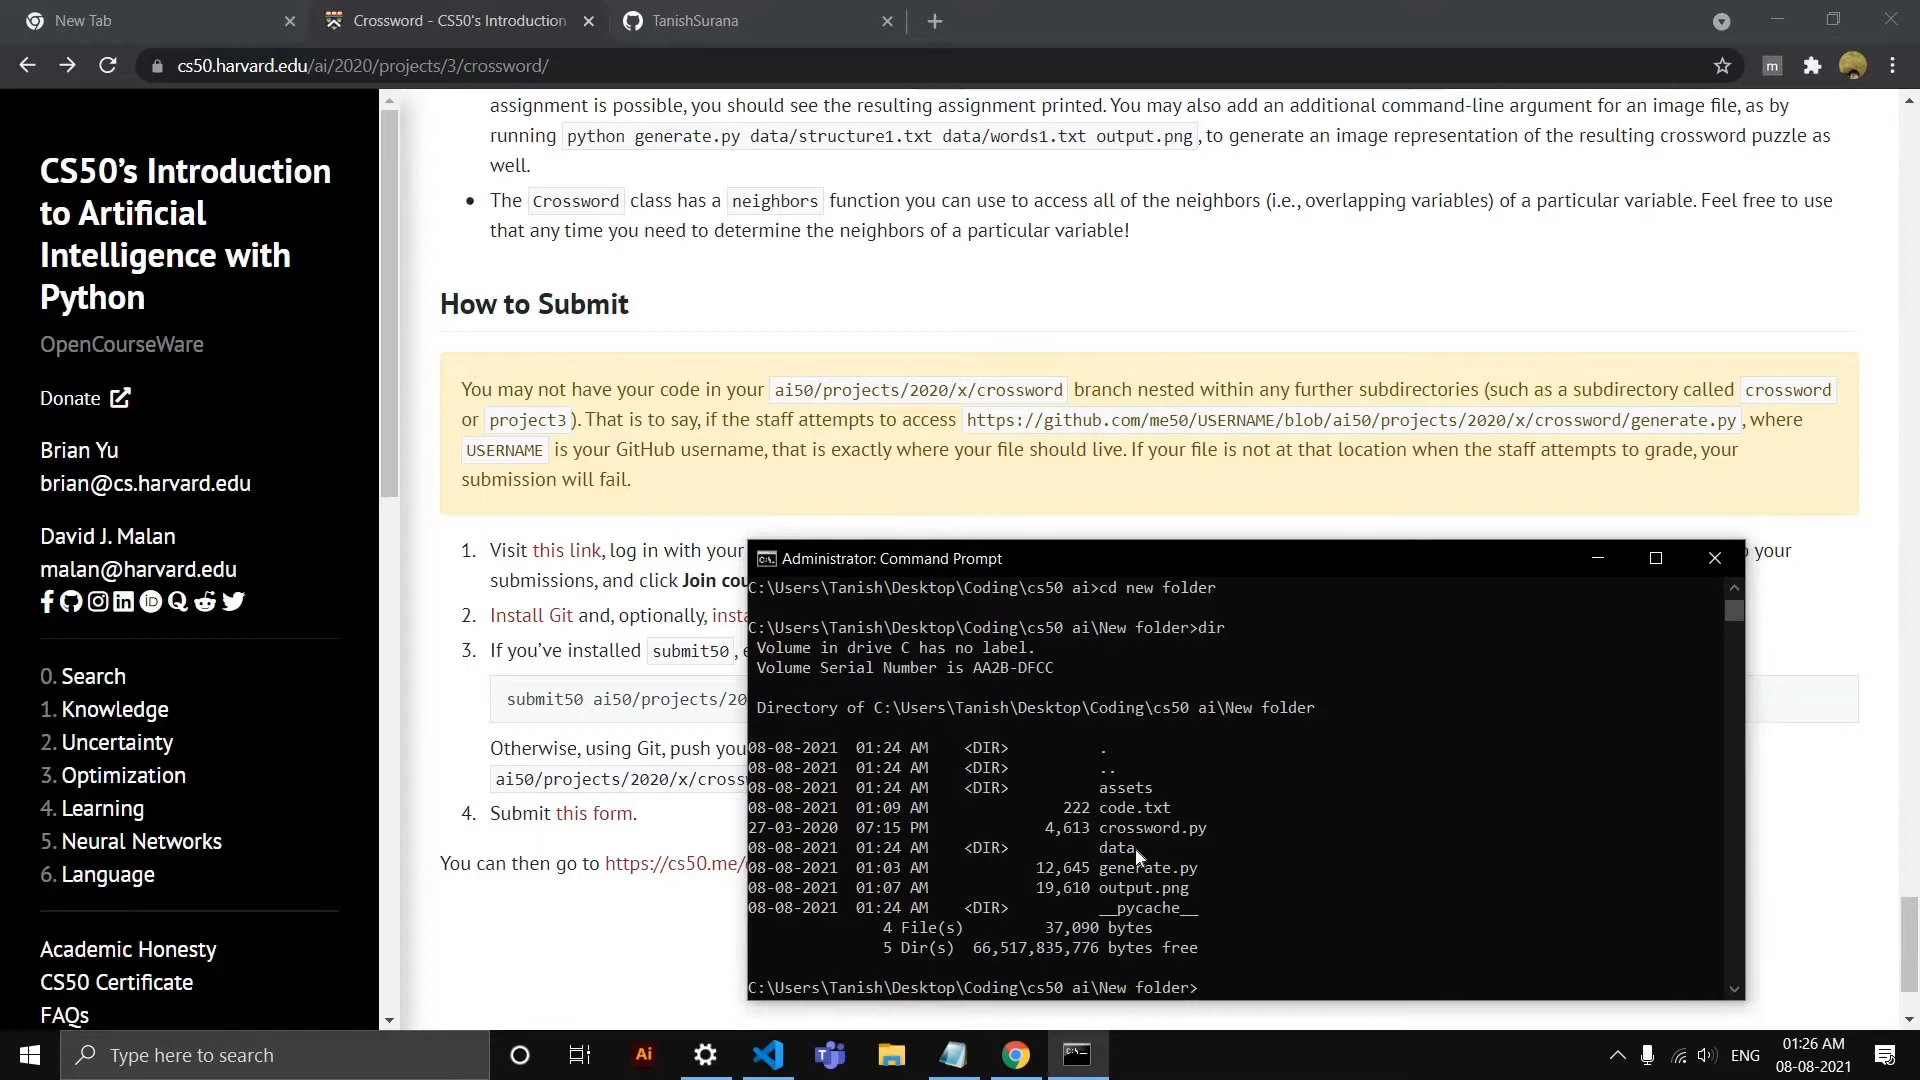 New Tab
Crossword - CS50's Introduction
TanishSurana
cs50.harvard.edu/ai/2020/projects/3/crossword/
m
CS50’s Introduction
to Artificial
Intelligence with
Python
OpenCourseWare
Donate
Brian Yu
brian@cs.harvard.edu
David J. Malan
malan@harvard.edu
0. Search
1. Knowledge
2. Uncertainty
3. Optimization
4. Learning
5. Neural Networks
6. Language
Academic Honesty
CS50 Certificate
FAQs
assignment is possible, you should see the resulting assignment printed. You may also add an additional command-line argument for an image file, as by
running python generate.py data/structure1.txt data/words1.txt output.png, to generate an image representation of the resulting crossword puzzle as
well.
The Crossword class has a neighbors function you can use to access all of the neighbors (i.e., overlapping variables) of a particular variable. Feel free to use
that any time you need to determine the neighbors of a particular variable!
How to Submit
You may not have your code in your ai50/projects/2020/x/crossword branch nested within any further subdirectories (such as a subdirectory called crossword
or project3). That is to say, if the staff attempts to access https://github.com/me50/USERNAME/blob/ai50/projects/2020/x/crossword/generate.py, where
USERNAME is your GitHub username, that is exactly where your file should live. If your file is not at that location when the staff attempts to grade, your
submission will fail.
1. Visit this link, log in with your your
submissions, and click Join cou
2. Install Git and, optionally, insta
3. If you’ve installed submit50,
submit50 ai50/projects/20
Otherwise, using Git, push you
ai50/projects/2020/x/cross
4. Submit this form.
You can then go to https://cs50.me/
Administrator: Command Prompt
C:\Users\Tanish\Desktop\Coding\cs50 ai>cd new folder
C:\Users\Tanish\Desktop\Coding\cs50 ai\New folder>dir
Volume in drive C has no label.
Volume Serial Number is AA2B-DFCC
Directory of C:\Users\Tanish\Desktop\Coding\cs50 ai\New folder
08-08-2021 01:24 AM <DIR> .
08-08-2021 01:24 AM <DIR> ..
08-08-2021 01:24 AM <DIR> assets
08-08-2021 01:09 AM 222 code.txt
27-03-2020 07:15 PM 4,613 crossword.py
08-08-2021 01:24 AM <DIR> data
08-08-2021 01:03 AM 12,645 generate.py
08-08-2021 01:07 AM 19,610 output.png
08-08-2021 01:24 AM <DIR> __pycache__
4 File(s) 37,090 bytes
5 Dir(s) 66,517,835,776 bytes free
C:\Users\Tanish\Desktop\Coding\cs50 ai\New folder>
Type here to search
Ai
ENG
01:26 AM
08-08-2021